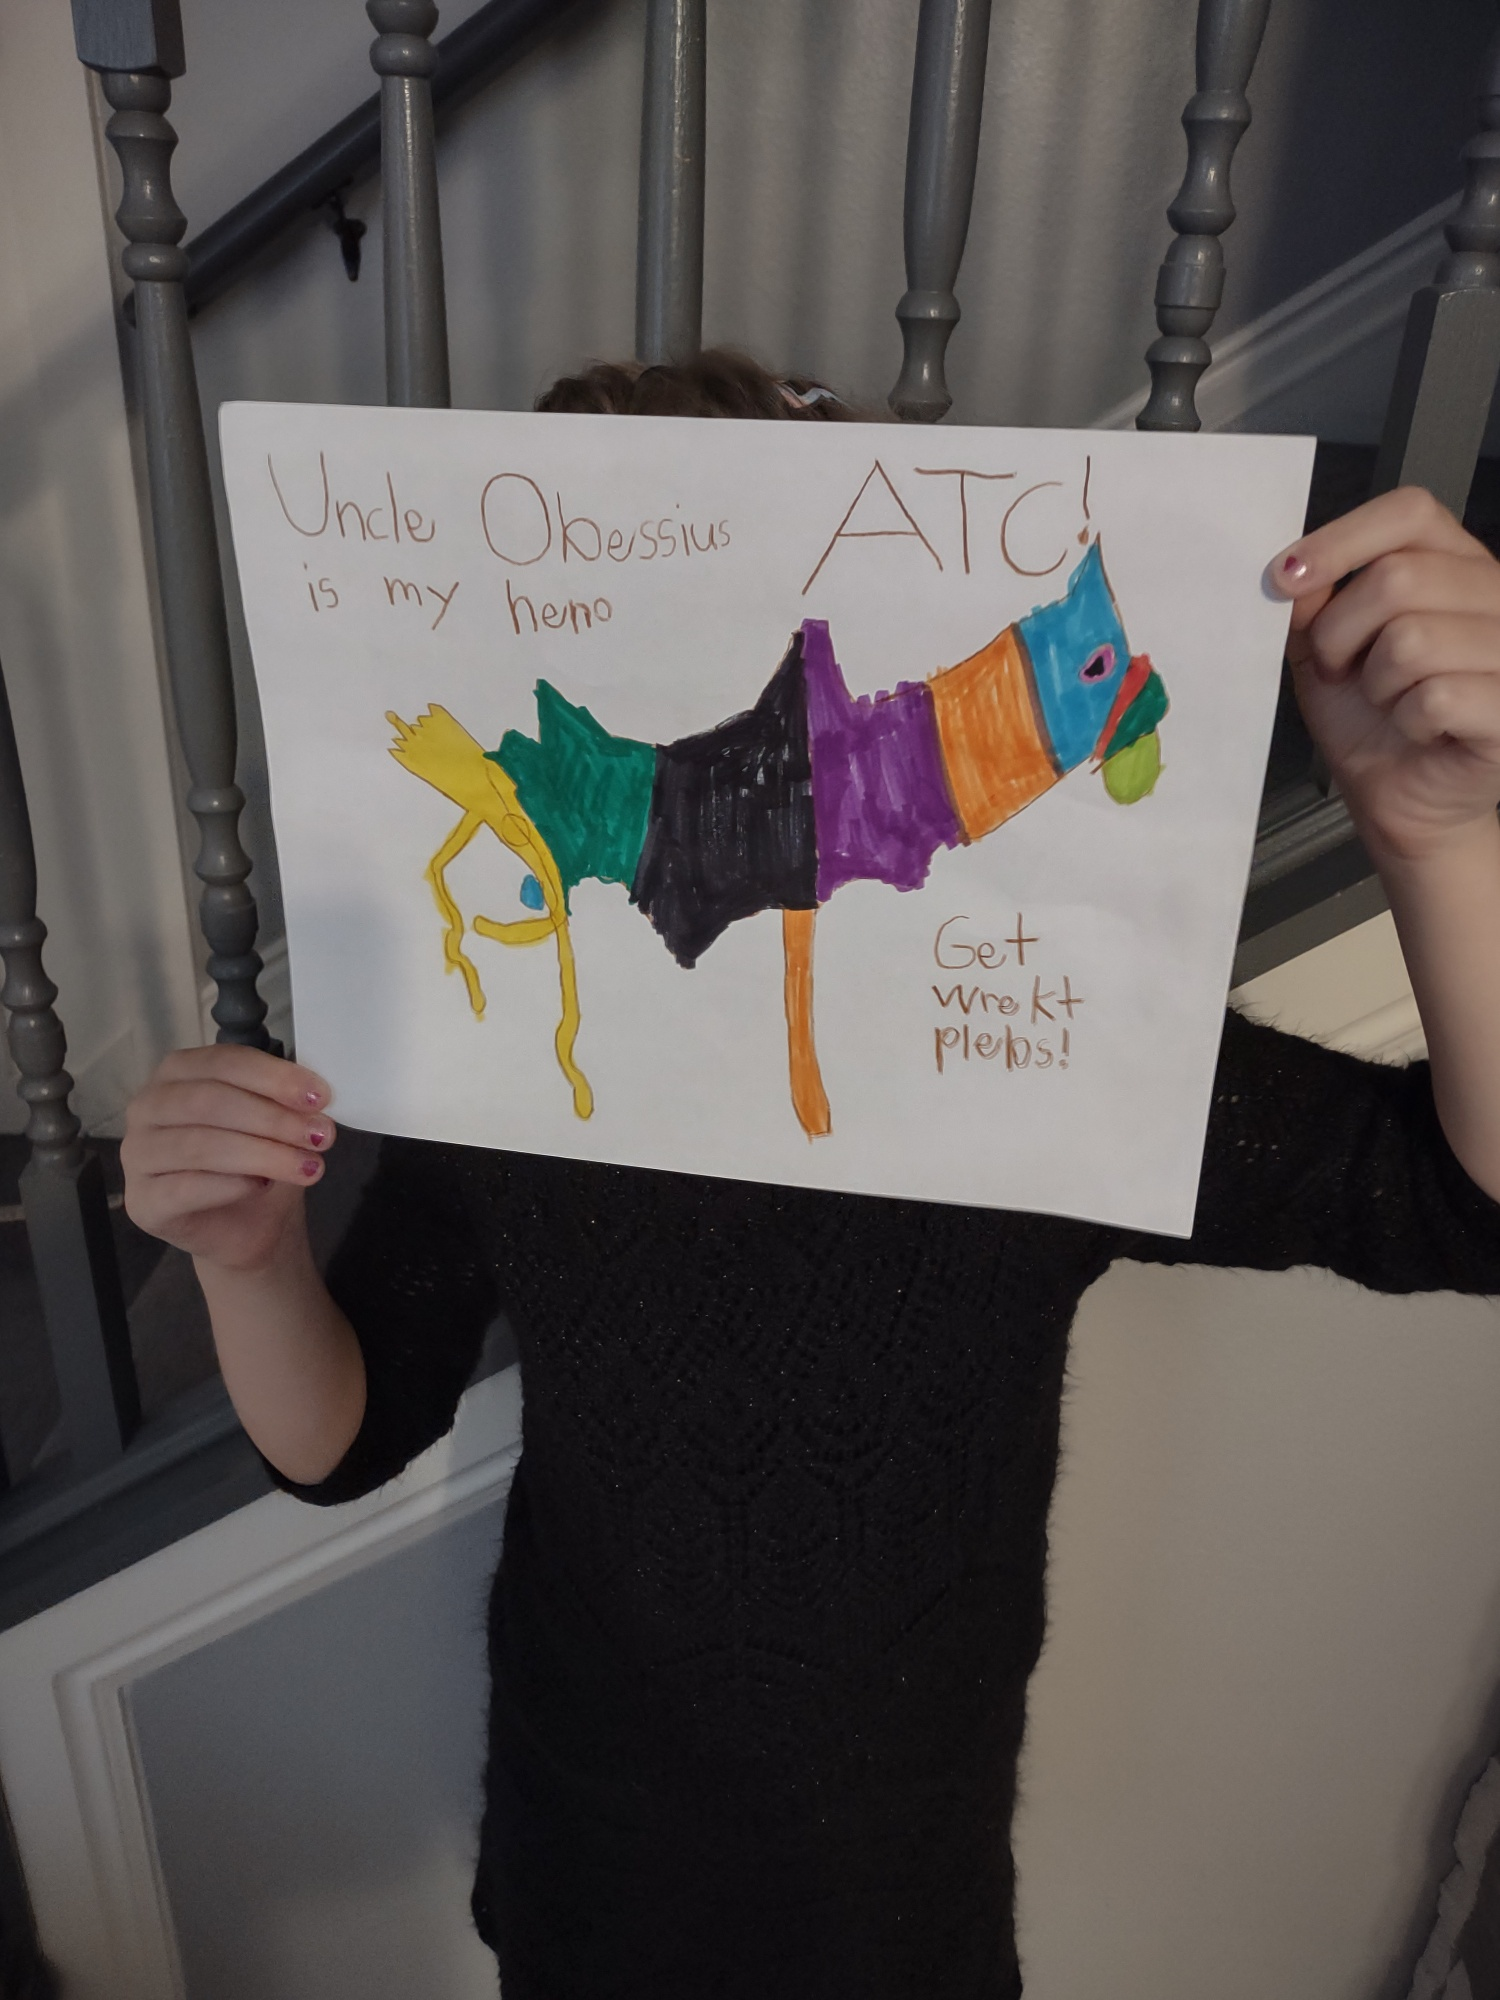 Uncle Obessius
is my hero
ATC!
Get
wrekt
plebs!